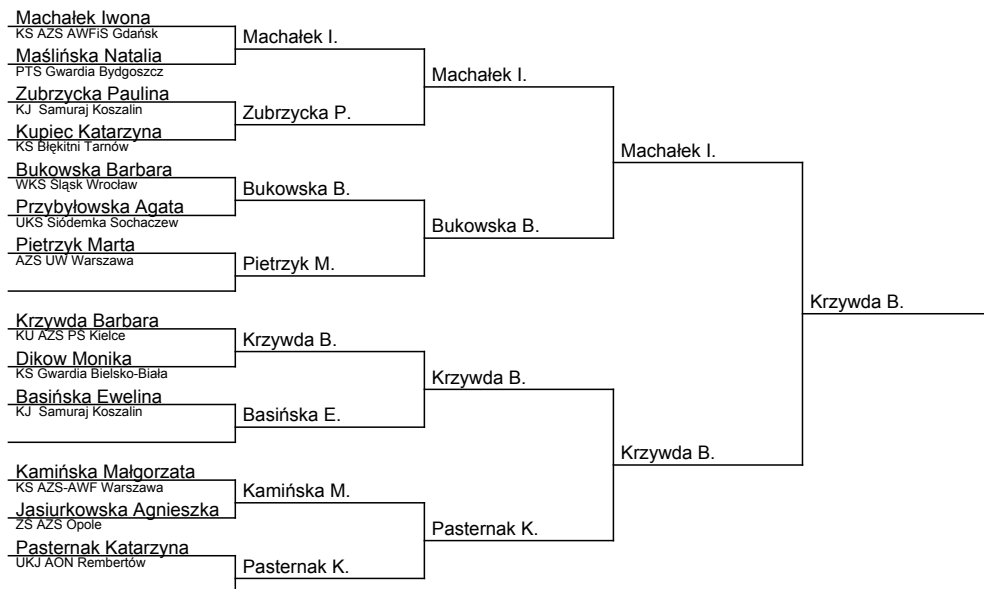 Machałek Iwona
KS AZS AWFiS Gdańsk
Machałek I.
Maślińska Natalia
PTS Gwardia Bydgoszcz
Machałek I.
Zubrzycka Paulina
KJ Samuraj Koszalin
Zubrzycka P.
Kupiec Katarzyna
KS Błękitni Tarnów
Machałek I.
Bukowska Barbara
WKS Śląsk Wrocław
Bukowska B.
Przybyłowska Agata
UKS Siódemka Sochaczew
Bukowska B.
Pietrzyk Marta
AZS UW Warszawa
Pietrzyk M.
Krzywda B.
Krzywda Barbara
KU AZS PŚ Kielce
Krzywda B.
Dikow Monika
KS Gwardia Bielsko-Biała
Krzywda B.
Basińska Ewelina
KJ Samuraj Koszalin
Basińska E.
Krzywda B.
Kamińska Małgorzata
KS AZS-AWF Warszawa
Kamińska M.
Jasiurkowska Agnieszka
ZS AZS Opole
Pasternak K.
Pasternak Katarzyna
UKJ AON Rembertów
Pasternak K.